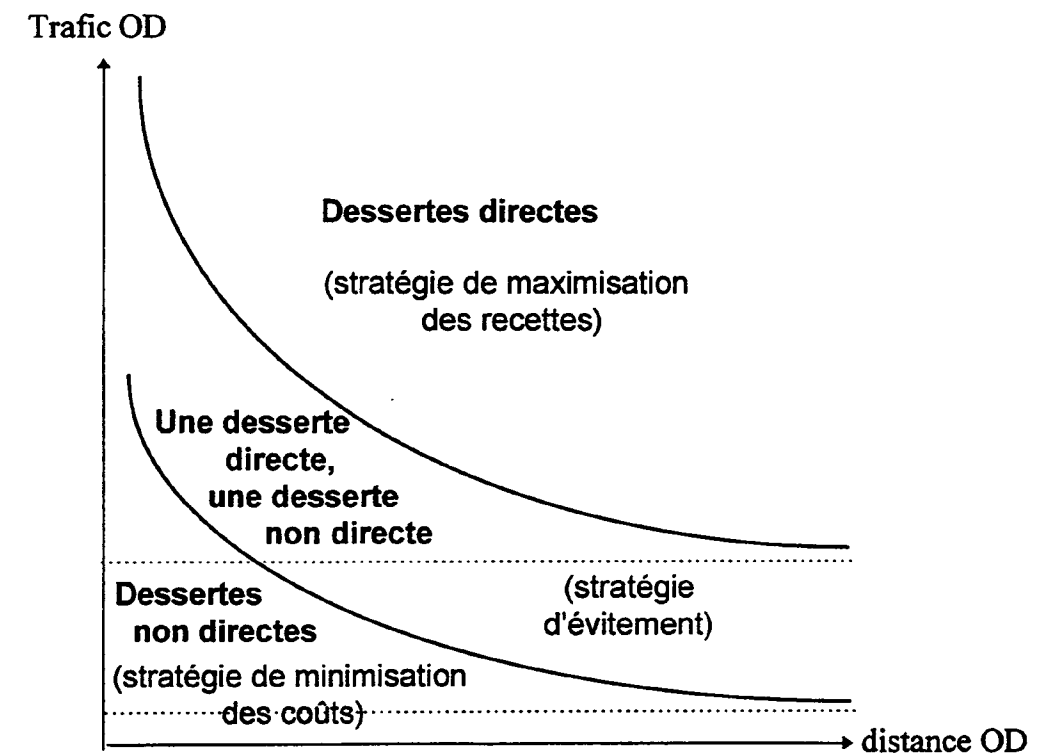 Trafic OD
Dessertes directes
(stratégie de maximisation
des recettes)
Une desserte
directe,
une desserte
non directe
Dessertes
non directes
(stratégie
d'évitement)
(stratégie de minimisation
des coûts)
distance OD